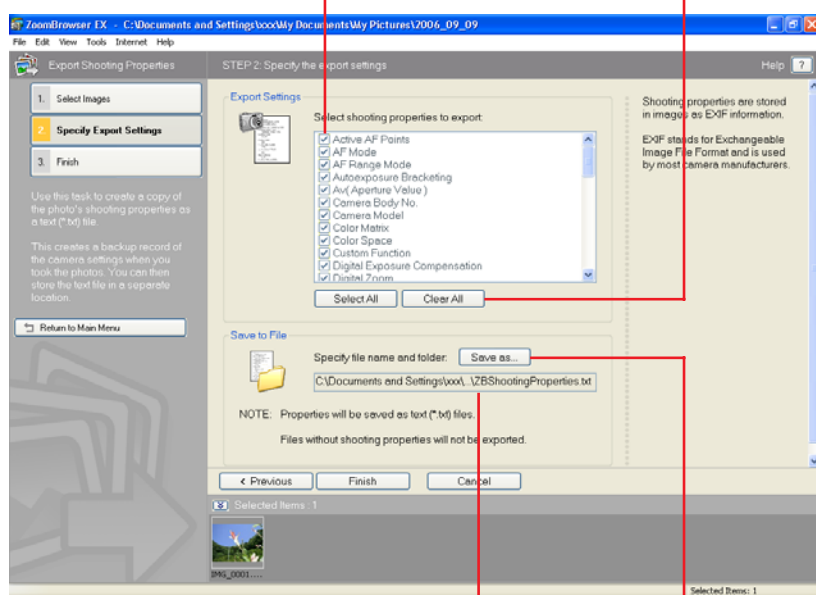 ZoomBrowser EX - C:\Documents and Settings\xxx\My Documents\My Pictures\2006_09_09
File Edit View Tools Internet Help
Export Shooting Properties
STEP 2: Specify the export settings
Help ?
1. Select Images
2. Specify Export Settings
3. Finish
Use this task to create a copy of
the photo's shooting properties as
a text (*.txt) file.
This creates a backup record of
the camera settings when you
took the photos. You can then
store the text file in a separate
location.
Return to Main Menu
Export Settings
Select shooting properties to export:
Active AF Points
AF Mode
AF Range Mode
Autoexposure Bracketing
Av( Aperture Value )
Camera Body No.
Camera Model
Color Matrix
Color Space
Custom Function
Digital Exposure Compensation
Digital Zoom
Select All
Clear All
Save to File
Specify file name and folder:
Save as...
C:\Documents and Settings\xxx\...\ZBShootingProperties.txt
NOTE: Properties will be saved as text (*.txt) files.
Files without shooting properties will not be exported.
< Previous
Finish
Cancel
Shooting properties are stored
in images as EXIF information.
EXIF stands for Exchangeable
Image File Format and is used
by most camera manufacturers.
Selected Items : 1
IMG_0001....
Selected Items: 1